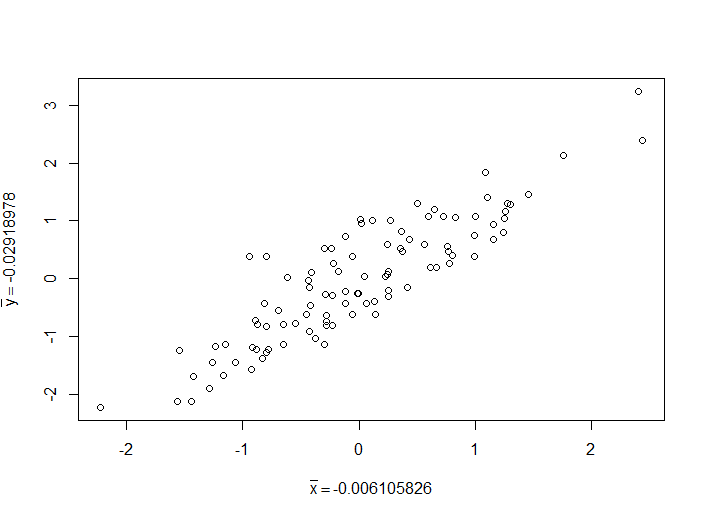 3
2
1
0
-1
-2
y̅ = -0.02918978
-2 -1 0 1 2
x̅ = -0.006105826